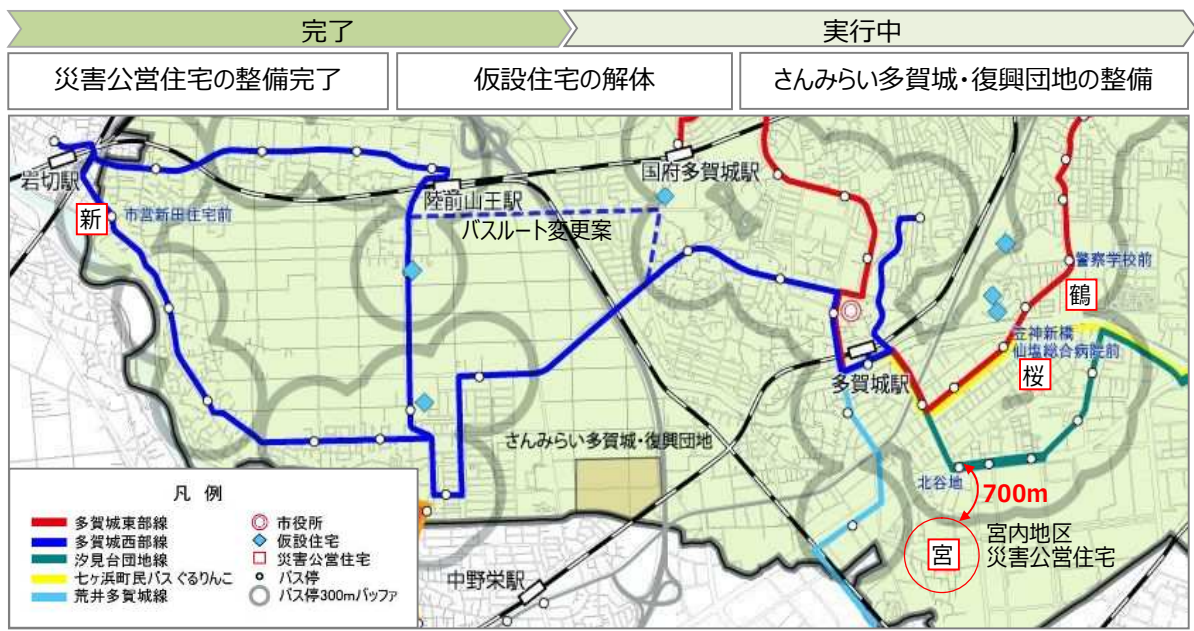 完了
実行中
災害公営住宅の整備完了
仮設住宅の解体
さんみらい多賀城・復興団地の整備
岩切駅
新
市営新田住宅前
陸前山王駅
バスルート変更案
国府多賀城駅
警察学校前
鶴
笠神新橋
仙塩総合病院前
桜
多賀城駅
さんみらい多賀城・復興団地
北谷地
700m
宮
宮内地区
災害公営住宅
中野栄駅
凡 例
多賀城東部線
多賀城西部線
汐見台団地線
七ヶ浜町民バス ぐるりんこ
荒井多賀城線
市役所
仮設住宅
災害公営住宅
バス停
バス停300mバッファ